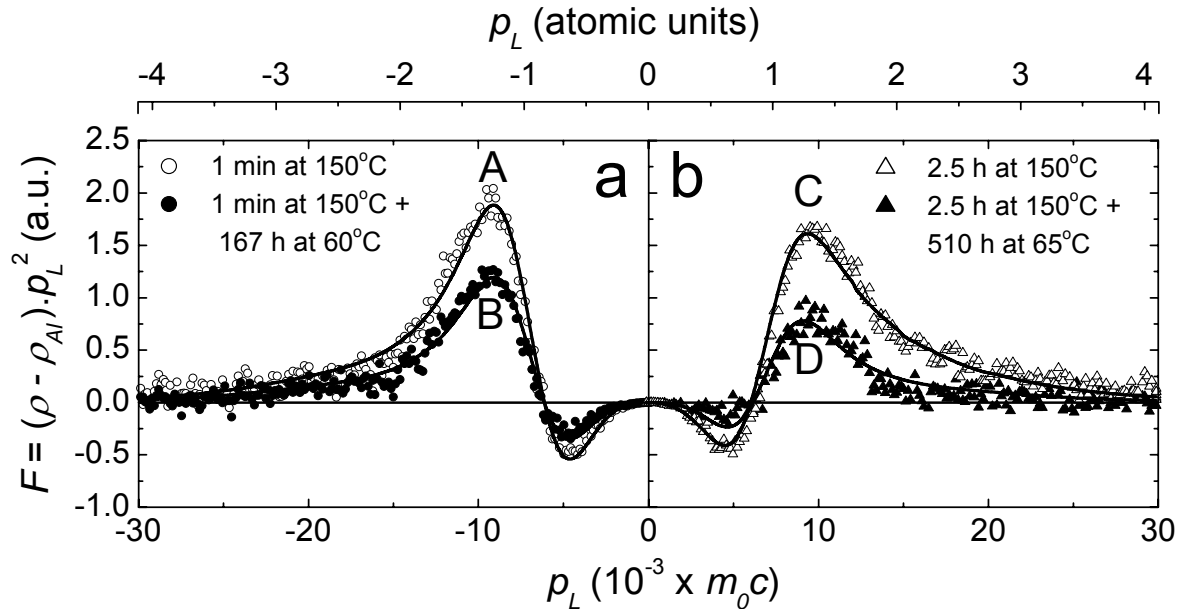 p_L (atomic units)
-4 -3 -2 -1 0 1 2 3 4
F = (ρ - ρ_Al).p_L^2 (a.u.)
2.5
2.0
1.5
1.0
0.5
0.0
-0.5
-1.0
1 min at 150°C
1 min at 150°C +
167 h at 60°C
A
B
a
b
C
D
2.5 h at 150°C
2.5 h at 150°C +
510 h at 65°C
-30 -20 -10 0 10 20 30
p_L (10^-3 x m_0c)